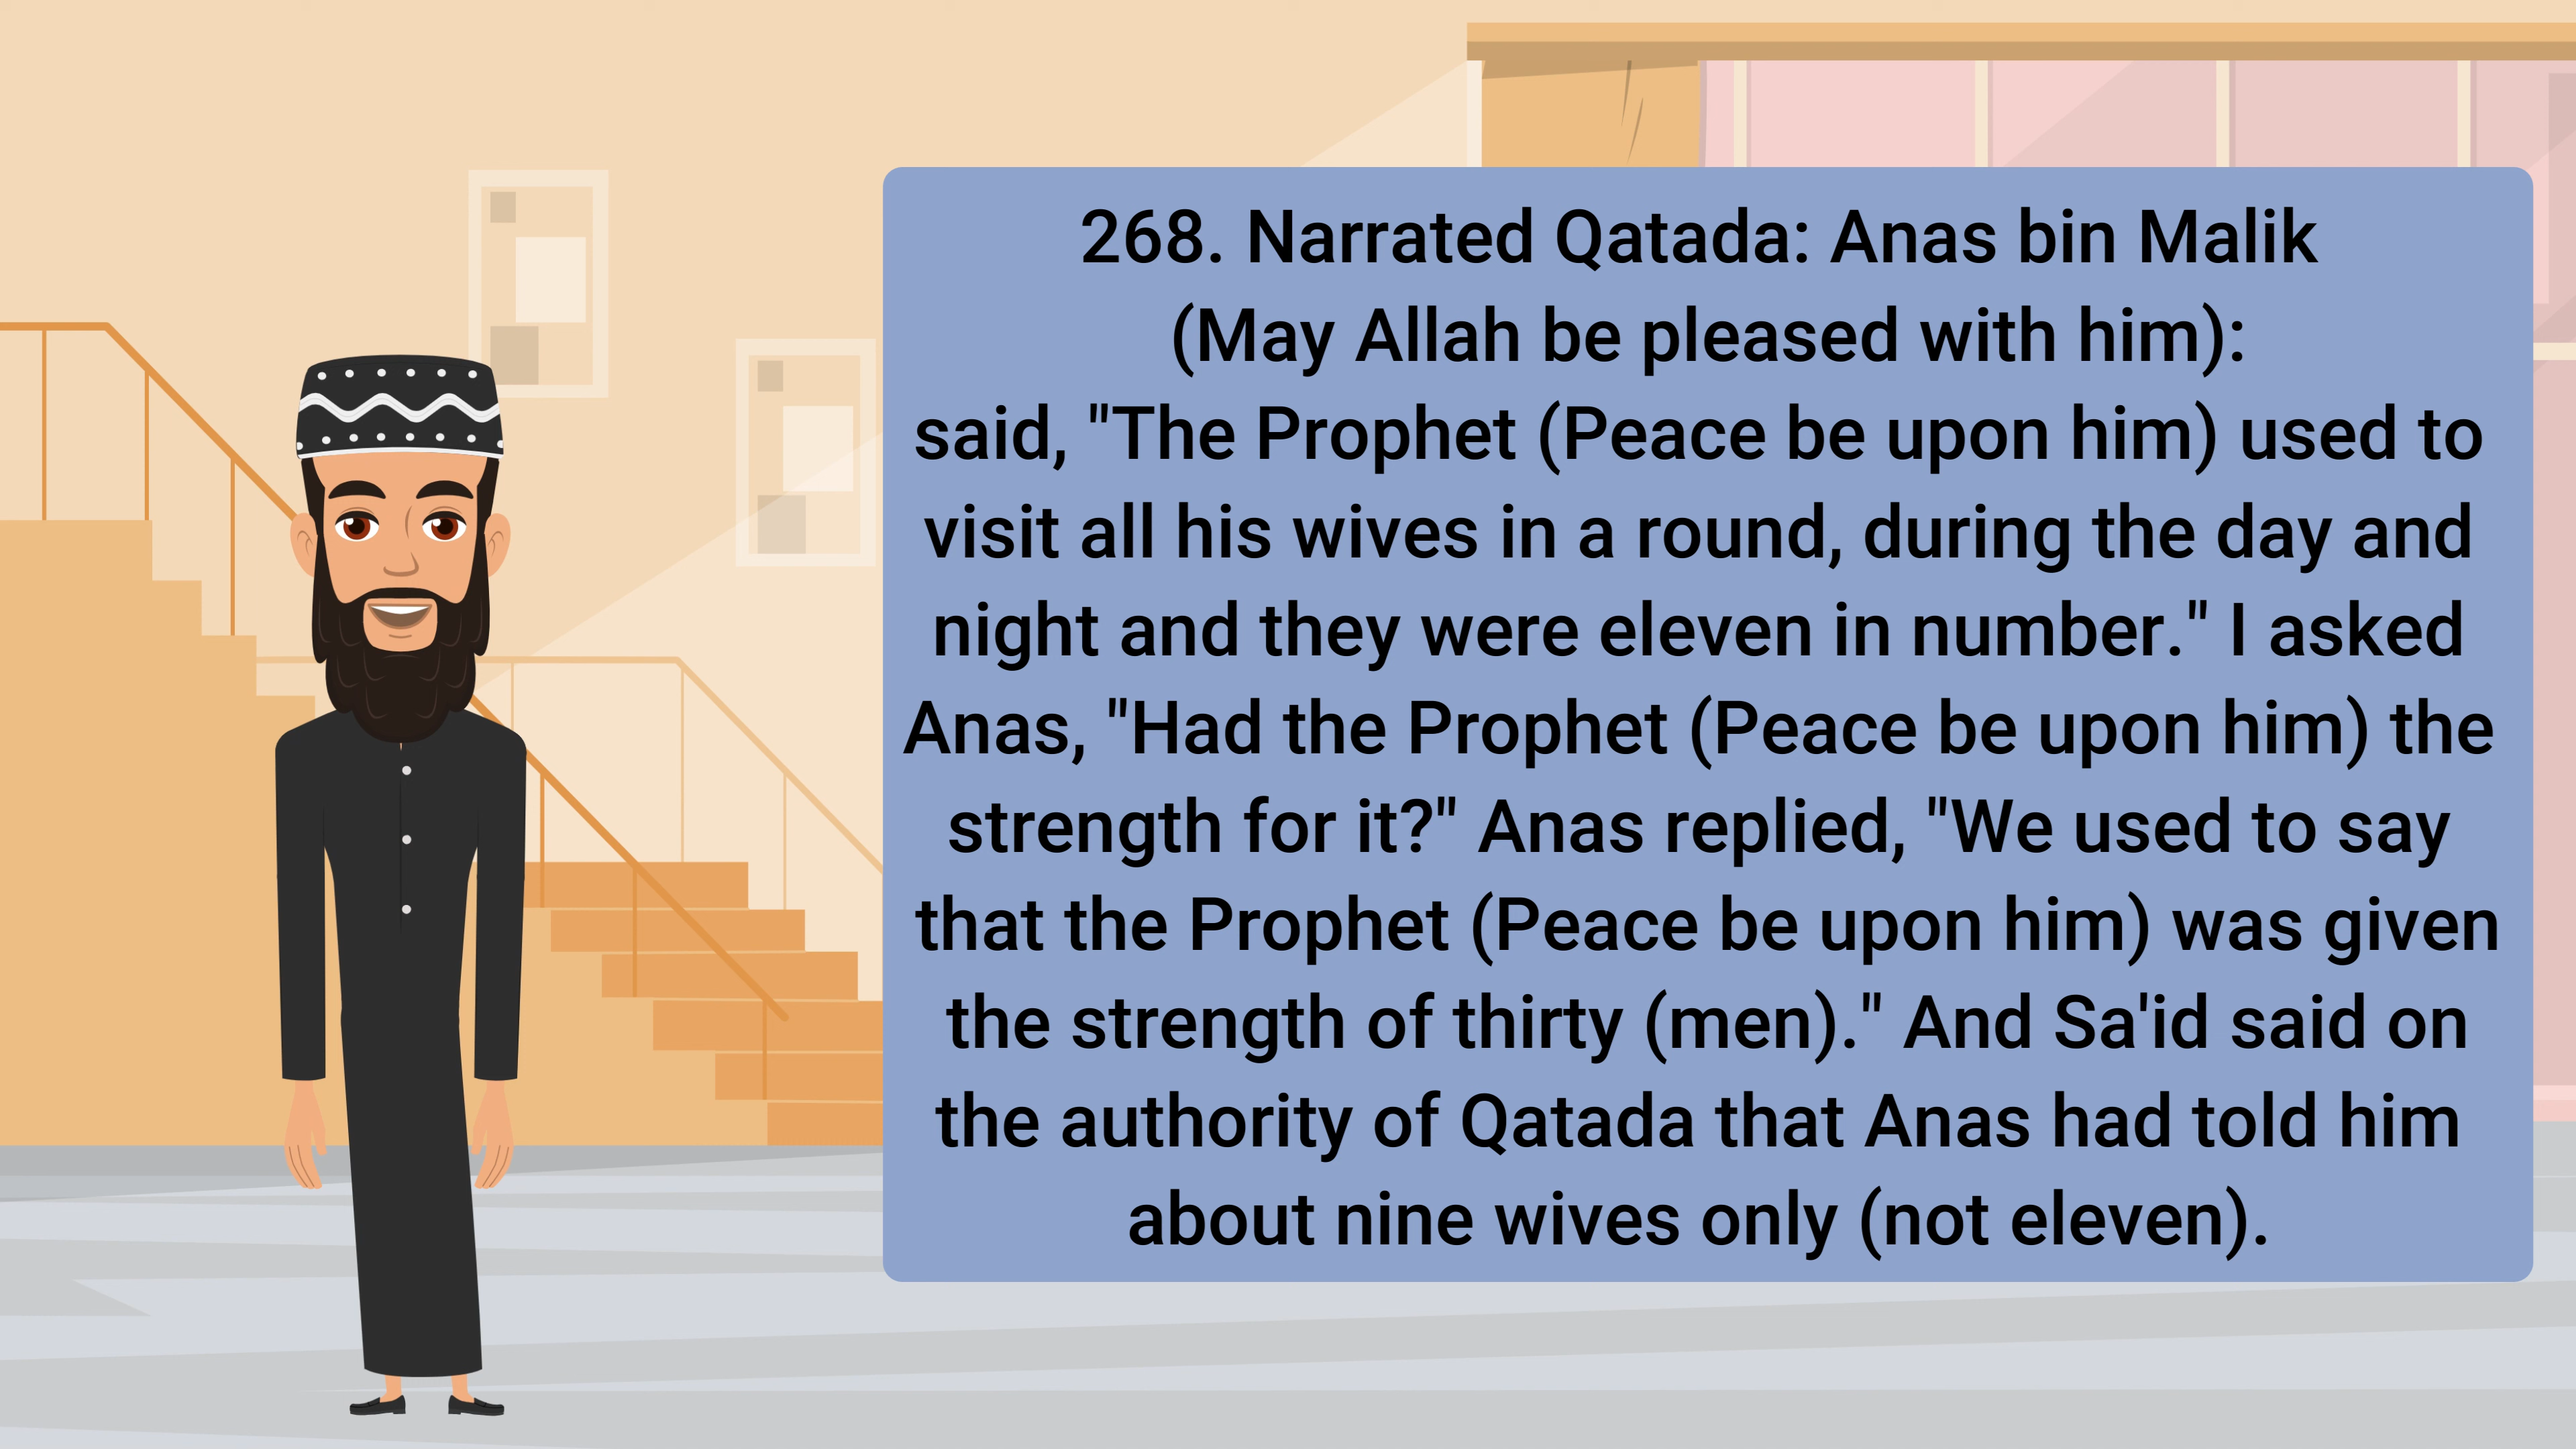 268. Narrated Qatada: Anas bin Malik
(May Allah be pleased with him):
said, "The Prophet (Peace be upon him) used to
visit all his wives in a round, during the day and
night and they were eleven in number." I asked
Anas, "Had the Prophet (Peace be upon him) the
strength for it?" Anas replied, "We used to say
that the Prophet (Peace be upon him) was given
the strength of thirty (men)." And Sa'id said on
the authority of Qatada that Anas had told him
about nine wives only (not eleven).